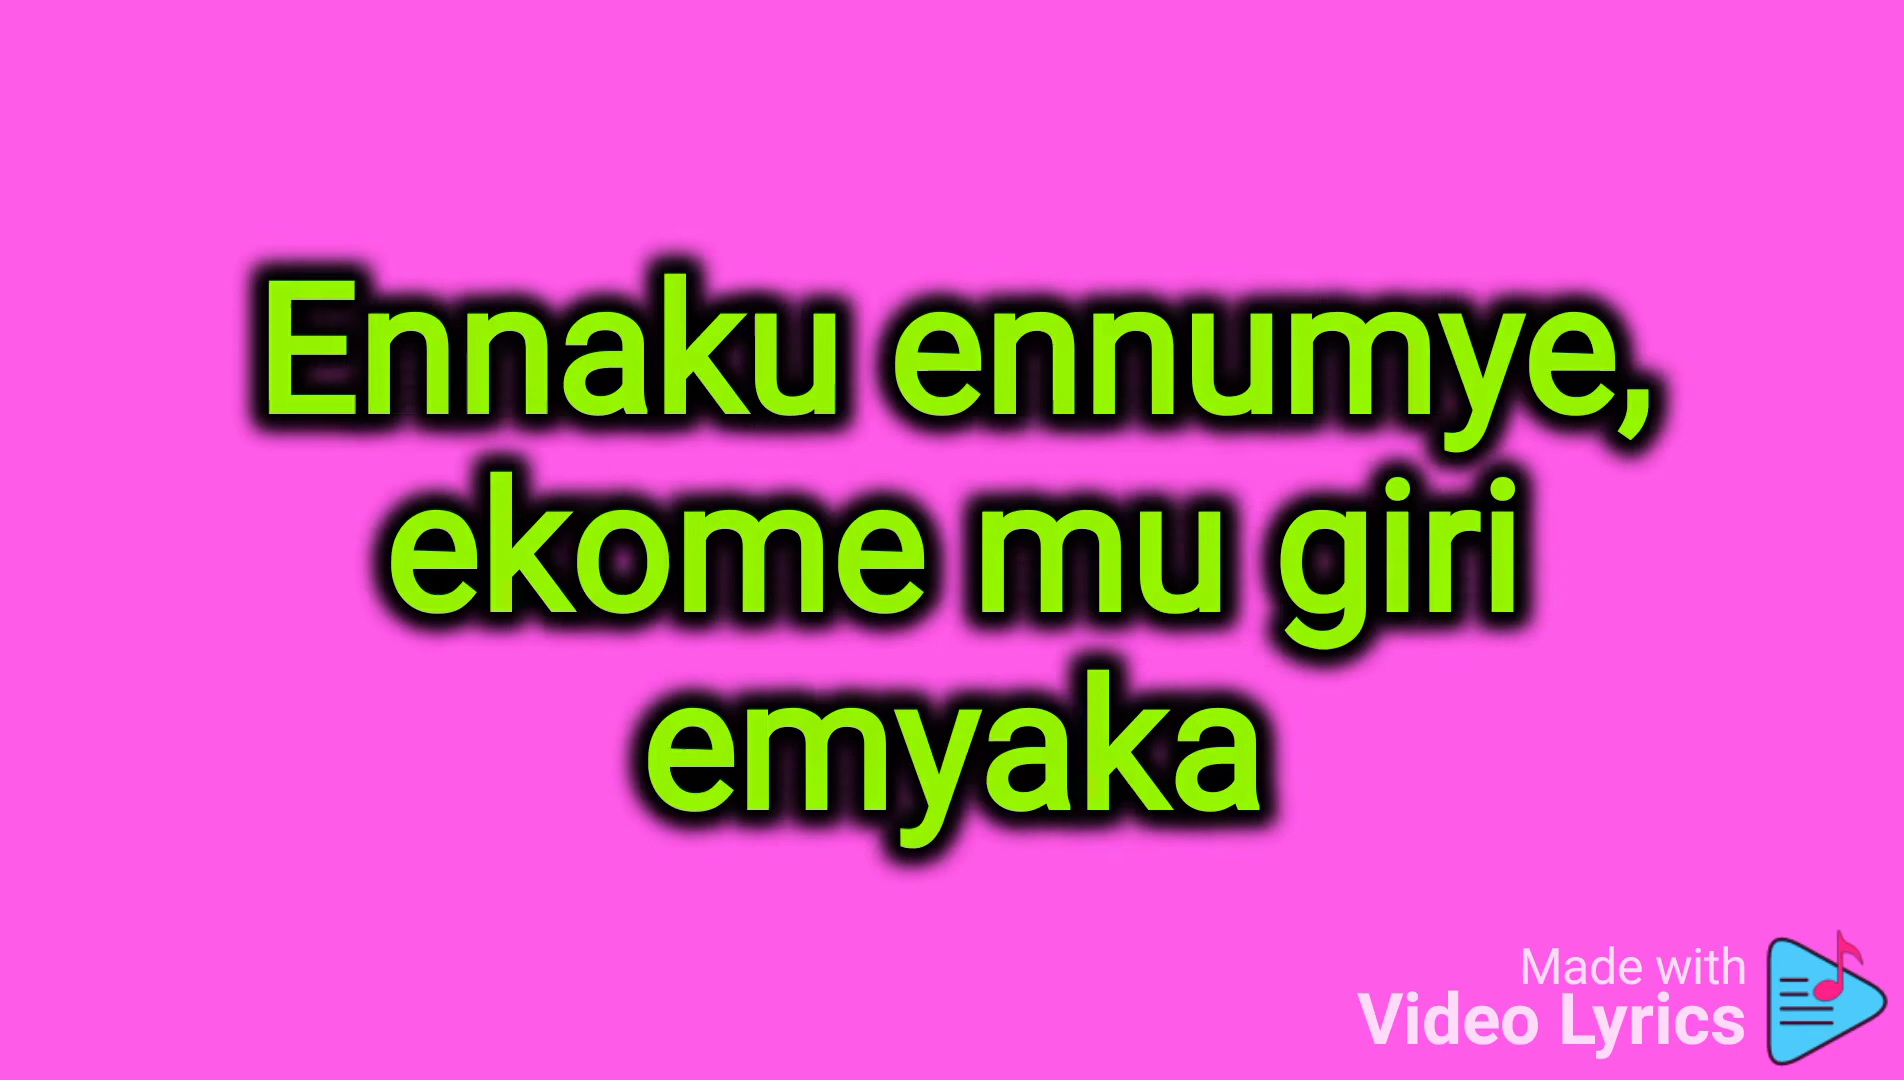 Ennaku ennumye,
ekome mu giri
emyaka
Made with
Video Lyrics